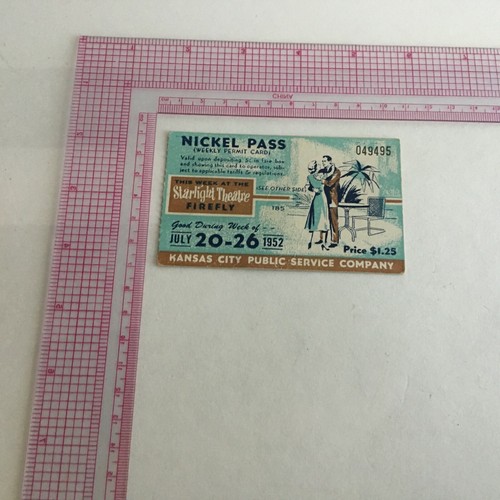 NICKEL PASS
(WEEKLY PERMIT CARD)
049495
Valid upon depositing 5c in fare box
and showing this card to operator, sub-
ject to applicable tariffs & regulations.
THIS WEEK AT THE
Starlight Theatre
FIREFLY
(SEE OTHER SIDE)
185
Good During Week of
JULY 20-26 1952
Price $1.25
KANSAS CITY PUBLIC SERVICE COMPANY